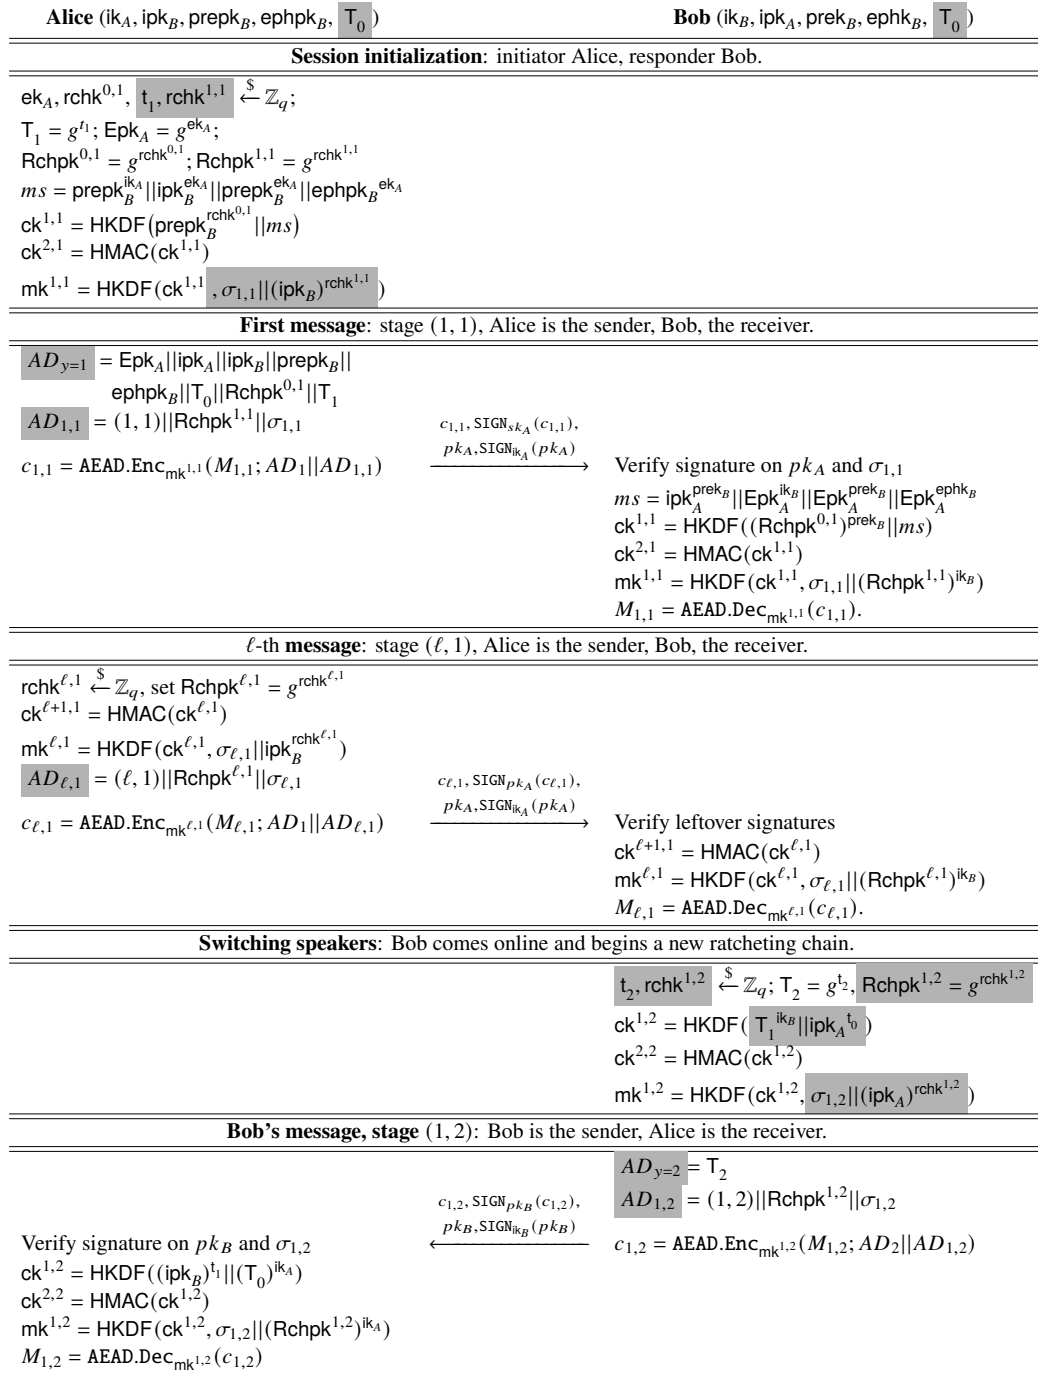 Alice (ik_A, ipk_B, prepk_B, ephpk_B, T_0) Bob (ik_B, ipk_A, prek_B, ephk_B, T_0)
Session initialization: initiator Alice, responder Bob.
ek_A, rchk^{0,1}, t_1, rchk^{1,1} ←$ ℤ_q;
T_1 = g^{t_1}; Epk_A = g^{ek_A};
Rchpk^{0,1} = g^{rchk^{0,1}}; Rchpk^{1,1} = g^{rchk^{1,1}}
ms = prepk_B^{ik_A}||ipk_B^{ek_A}||prepk_B^{ek_A}||ephpk_B^{ek_A}
ck^{1,1} = HKDF(prepk_B^{rchk^{0,1}}||ms)
ck^{2,1} = HMAC(ck^{1,1})
mk^{1,1} = HKDF(ck^{1,1}, σ_{1,1}||(ipk_B)^{rchk^{1,1}})
First message: stage (1, 1), Alice is the sender, Bob, the receiver.
AD_{y=1} = Epk_A||ipk_A||ipk_B||prepk_B||
ephpk_B||T_0||Rchpk^{0,1}||T_1
AD_{1,1} = (1, 1)||Rchpk^{1,1}||σ_{1,1}
c_{1,1}, SIGN_{sk_A}(c_{1,1}),
pk_A, SIGN_{ik_A}(pk_A)
c_{1,1} = AEAD.Enc_{mk^{1,1}}(M_{1,1}; AD_1||AD_{1,1})
Verify signature on pk_A and σ_{1,1}
ms = ipk_A^{prek_B}||Epk_A^{ik_B}||Epk_A^{prek_B}||Epk_A^{ephk_B}
ck^{1,1} = HKDF((Rchpk^{0,1})^{prek_B}||ms)
ck^{2,1} = HMAC(ck^{1,1})
mk^{1,1} = HKDF(ck^{1,1}, σ_{1,1}||(Rchpk^{1,1})^{ik_B})
M_{1,1} = AEAD.Dec_{mk^{1,1}}(c_{1,1}).
ℓ-th message: stage (ℓ, 1), Alice is the sender, Bob, the receiver.
rchk^{ℓ,1} ←$ ℤ_q, set Rchpk^{ℓ,1} = g^{rchk^{ℓ,1}}
ck^{ℓ+1,1} = HMAC(ck^{ℓ,1})
mk^{ℓ,1} = HKDF(ck^{ℓ,1}, σ_{ℓ,1}||ipk_B^{rchk^{ℓ,1}})
AD_{ℓ,1} = (ℓ, 1)||Rchpk^{ℓ,1}||σ_{ℓ,1}
c_{ℓ,1}, SIGN_{pk_A}(c_{ℓ,1}),
pk_A, SIGN_{ik_A}(pk_A)
c_{ℓ,1} = AEAD.Enc_{mk^{ℓ,1}}(M_{ℓ,1}; AD_1||AD_{ℓ,1})
Verify leftover signatures
ck^{ℓ+1,1} = HMAC(ck^{ℓ,1})
mk^{ℓ,1} = HKDF(ck^{ℓ,1}, σ_{ℓ,1}||(Rchpk^{ℓ,1})^{ik_B})
M_{ℓ,1} = AEAD.Dec_{mk^{ℓ,1}}(c_{ℓ,1}).
Switching speakers: Bob comes online and begins a new ratcheting chain.
t_2, rchk^{1,2} ←$ ℤ_q; T_2 = g^{t_2}, Rchpk^{1,2} = g^{rchk^{1,2}}
ck^{1,2} = HKDF(T_1^{ik_B}||ipk_A^{t_0})
ck^{2,2} = HMAC(ck^{1,2})
mk^{1,2} = HKDF(ck^{1,2}, σ_{1,2}||(ipk_A)^{rchk^{1,2}})
Bob's message, stage (1, 2): Bob is the sender, Alice is the receiver.
AD_{y=2} = T_2
AD_{1,2} = (1, 2)||Rchpk^{1,2}||σ_{1,2}
c_{1,2}, SIGN_{pk_B}(c_{1,2}),
pk_B, SIGN_{ik_B}(pk_B)
c_{1,2} = AEAD.Enc_{mk^{1,2}}(M_{1,2}; AD_2||AD_{1,2})
Verify signature on pk_B and σ_{1,2}
ck^{1,2} = HKDF((ipk_B)^{t_1}||(T_0)^{ik_A})
ck^{2,2} = HMAC(ck^{1,2})
mk^{1,2} = HKDF(ck^{1,2}, σ_{1,2}||(Rchpk^{1,2})^{ik_A})
M_{1,2} = AEAD.Dec_{mk^{1,2}}(c_{1,2})